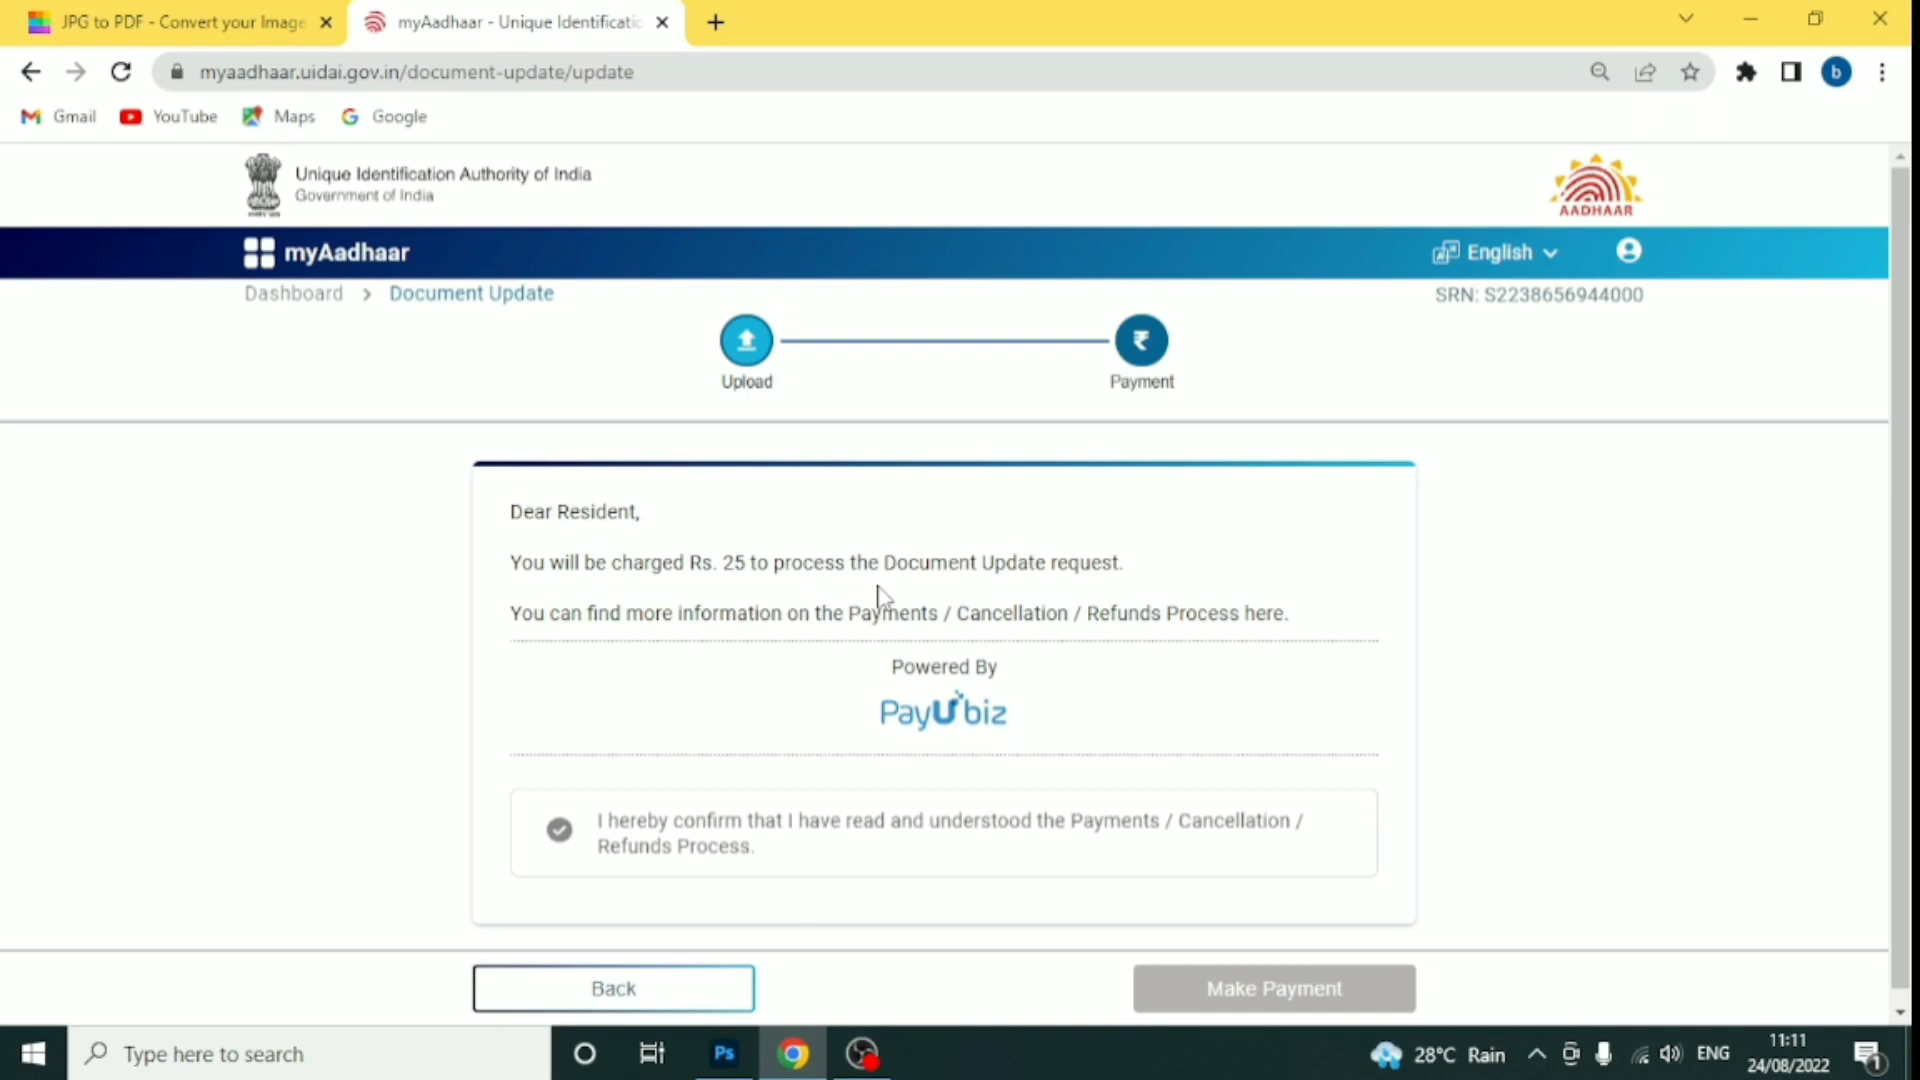 JPG to PDF - Convert your Image
myAadhaar - Unique Identificatic
myaadhaar.uidai.gov.in/document-update/update
b
Gmail
YouTube
Maps
Google
Unique Identification Authority of India
Government of India
AADHAAR
myAadhaar
English
Dashboard > Document Update
SRN: S2238656944000
Upload
₹
Payment
Dear Resident,
You will be charged Rs. 25 to process the Document Update request.
You can find more information on the Payments / Cancellation / Refunds Process here.
Powered By
PayUbiz
I hereby confirm that I have read and understood the Payments / Cancellation /
Refunds Process.
Back
Make Payment
Type here to search
Ps
28°C Rain
ENG
11:11
24/08/2022
1